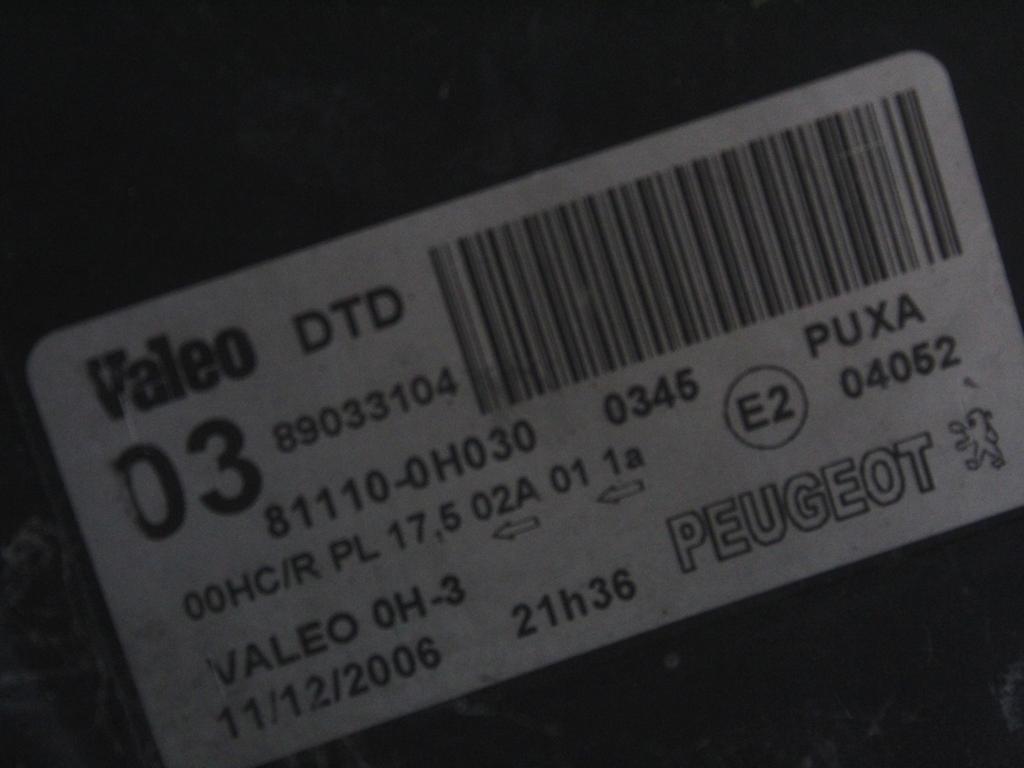 Valeo DTD
03 89033104
81110-0H030 0345 E2 PUXA 04052
00HC/R PL 17,5 02A 01 1a
VALEO 0H-3 PEUGEOT
11/12/2006 21h36